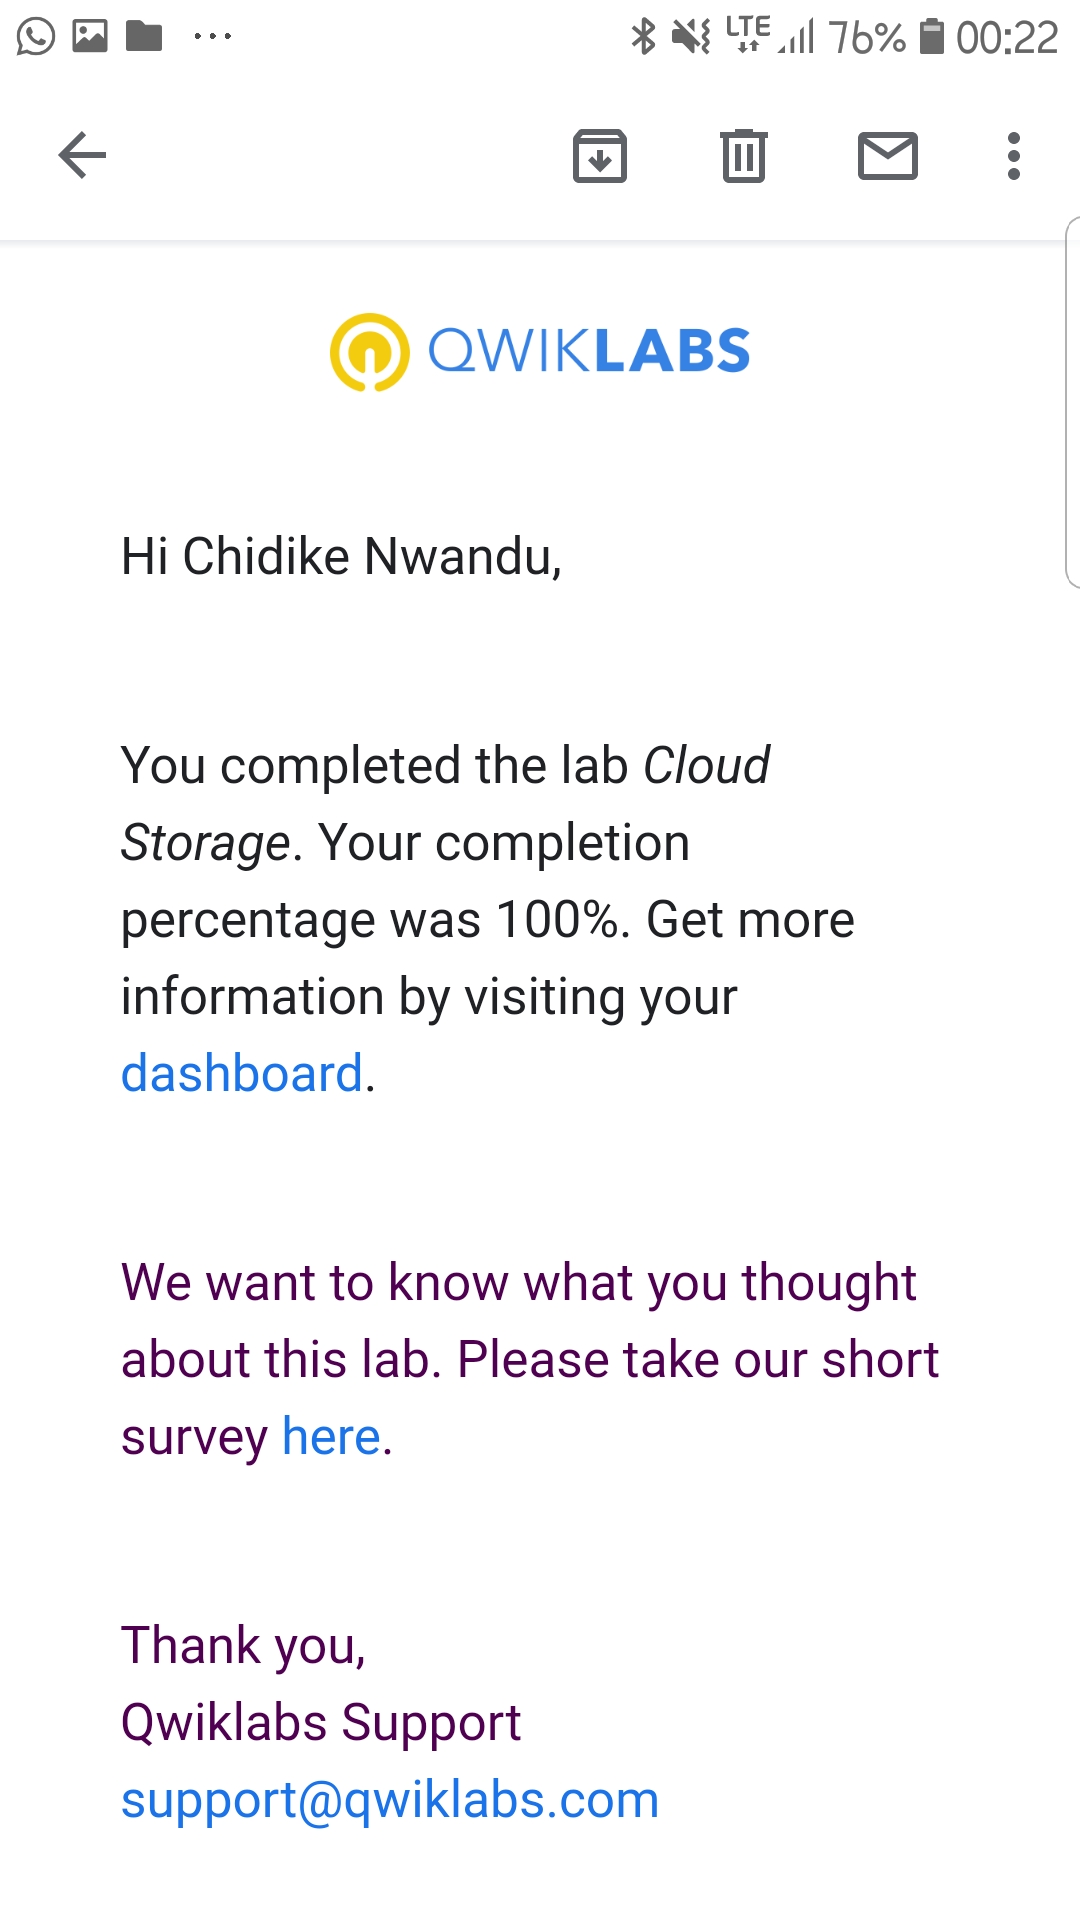 LTE 76% 00:22
QWIKLABS
Hi Chidike Nwandu,
You completed the lab Cloud
Storage. Your completion
percentage was 100%. Get more
information by visiting your
dashboard.
We want to know what you thought
about this lab. Please take our short
survey here.
Thank you,
Qwiklabs Support
support@qwiklabs.com